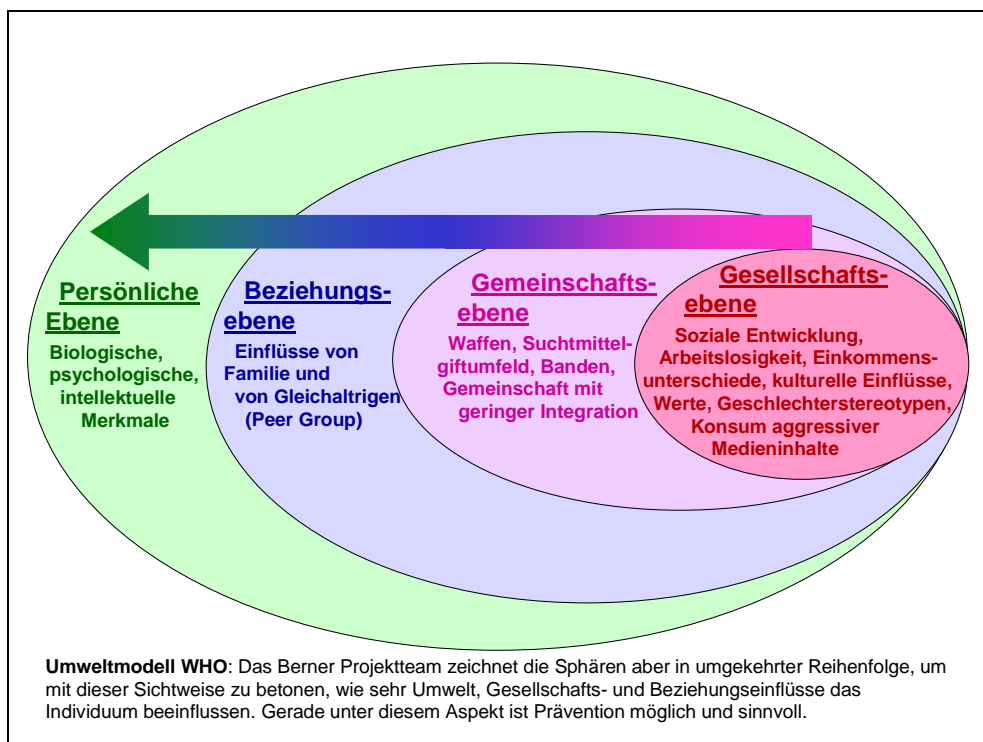 Persönliche
Ebene
Biologische,
psychologische,
intellektuelle
Merkmale
Beziehungs-
ebene
Einflüsse von
Familie und
von Gleichaltrigen
(Peer Group)
Gemeinschafts-
ebene
Waffen, Suchtmittel-
giftumfeld, Banden,
Gemeinschaft mit
geringer Integration
Gesellschafts-
ebene
Soziale Entwicklung,
Arbeitslosigkeit, Einkommens-
unterschiede, kulturelle Einflüsse,
Werte, Geschlechterstereotypen,
Konsum aggressiver
Medieninhalte
Umweltmodell WHO: Das Berner Projektteam zeichnet die Sphären aber in umgekehrter Reihenfolge, um
mit dieser Sichtweise zu betonen, wie sehr Umwelt, Gesellschafts- und Beziehungseinflüsse das
Individuum beeinflussen. Gerade unter diesem Aspekt ist Prävention möglich und sinnvoll.